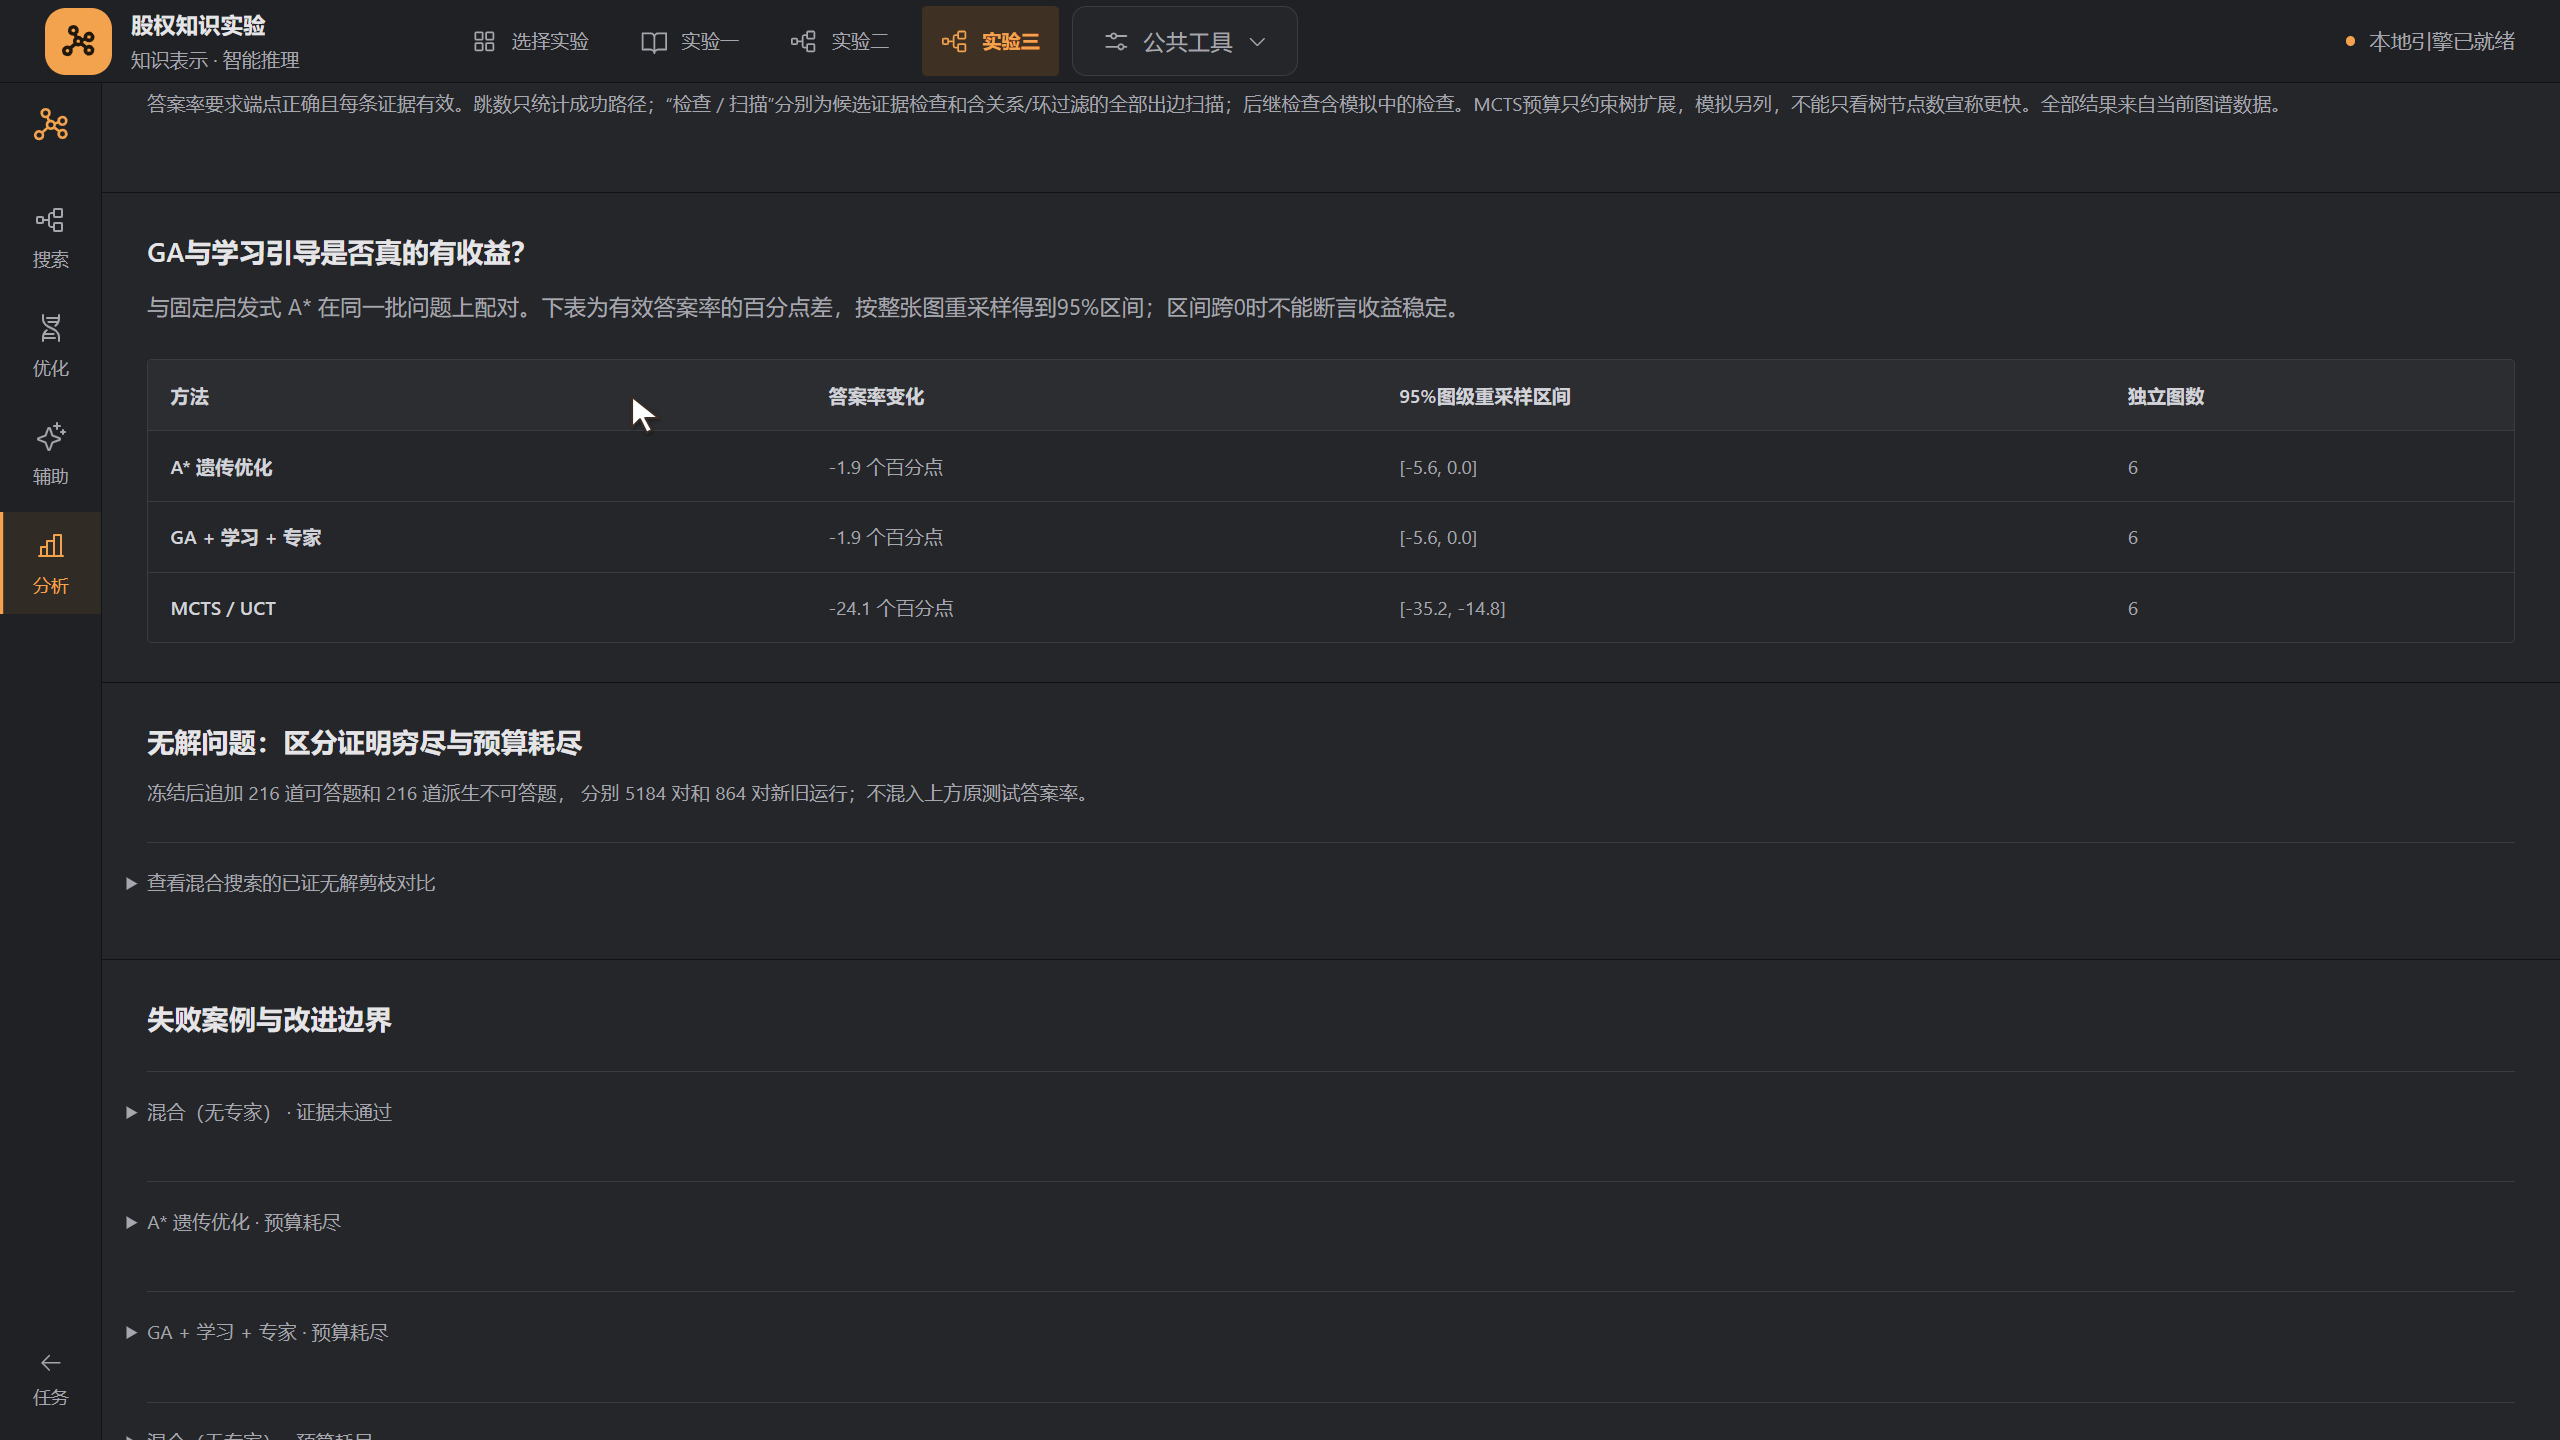 股权知识实验
知识表示 · 智能推理
选择实验
实验一
实验二
实验三
公共工具
本地引擎已就绪
搜索
优化
辅助
分析
任务
答案率要求端点正确且每条证据有效。跳数只统计成功路径；“检查 / 扫描”分别为候选证据检查和含关系/环过滤的全部出边扫描；后继检查含模拟中的检查。MCTS预算只约束树扩展，模拟另列，不能只看树节点数宣称更快。全部结果来自当前图谱数据。
GA与学习引导是否真的有收益？
与固定启发式 A* 在同一批问题上配对。下表为有效答案率的百分点差，按整张图重采样得到95%区间；区间跨0时不能断言收益稳定。
方法 答案率变化 95%图级重采样区间 独立图数
A* 遗传优化 -1.9 个百分点 [-5.6, 0.0] 6
GA + 学习 + 专家 -1.9 个百分点 [-5.6, 0.0] 6
MCTS / UCT -24.1 个百分点 [-35.2, -14.8] 6
无解问题：区分证明穷尽与预算耗尽
冻结后追加 216 道可答题和 216 道派生不可答题， 分别 5184 对和 864 对新旧运行；不混入上方原测试答案率。
查看混合搜索的已证无解剪枝对比
失败案例与改进边界
混合（无专家） · 证据未通过
A* 遗传优化 · 预算耗尽
GA + 学习 + 专家 · 预算耗尽